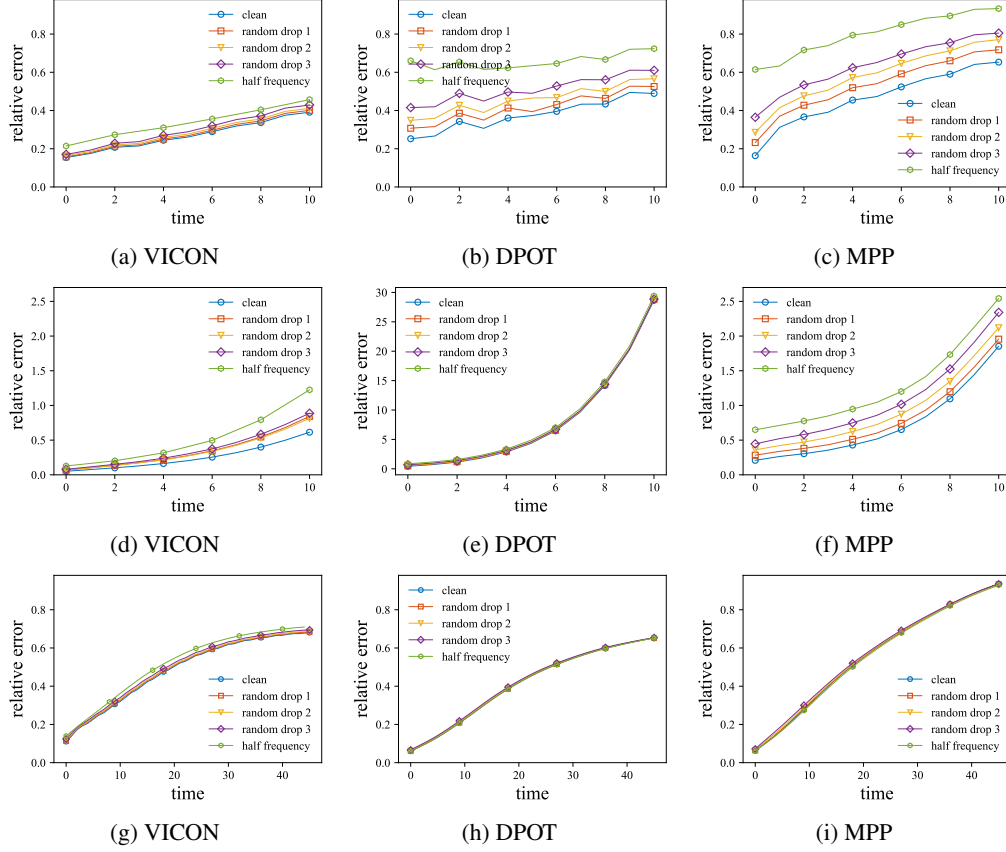 relative error
0.8
0.6
0.4
0.2
0.0
clean
random drop 1
random drop 2
random drop 3
half frequency
0 2 4 6 8 10
time
(a) VICON
relative error
0.8
0.6
0.4
0.2
0.0
clean
random drop 1
random drop 2
random drop 3
half frequency
0 2 4 6 8 10
time
(b) DPOT
relative error
0.8
0.6
0.4
0.2
0.0
clean
random drop 1
random drop 2
random drop 3
half frequency
0 2 4 6 8 10
time
(c) MPP
relative error
2.5
2.0
1.5
1.0
0.5
0.0
clean
random drop 1
random drop 2
random drop 3
half frequency
0 2 4 6 8 10
time
(d) VICON
relative error
30
25
20
15
10
5
0
clean
random drop 1
random drop 2
random drop 3
half frequency
0 2 4 6 8 10
time
(e) DPOT
relative error
2.5
2.0
1.5
1.0
0.5
0.0
clean
random drop 1
random drop 2
random drop 3
half frequency
0 2 4 6 8 10
time
(f) MPP
relative error
0.8
0.6
0.4
0.2
0.0
clean
random drop 1
random drop 2
random drop 3
half frequency
0 10 20 30 40
time
(g) VICON
relative error
0.8
0.6
0.4
0.2
0.0
clean
random drop 1
random drop 2
random drop 3
half frequency
0 10 20 30 40
time
(h) DPOT
relative error
0.8
0.6
0.4
0.2
0.0
clean
random drop 1
random drop 2
random drop 3
half frequency
0 10 20 30 40
time
(i) MPP